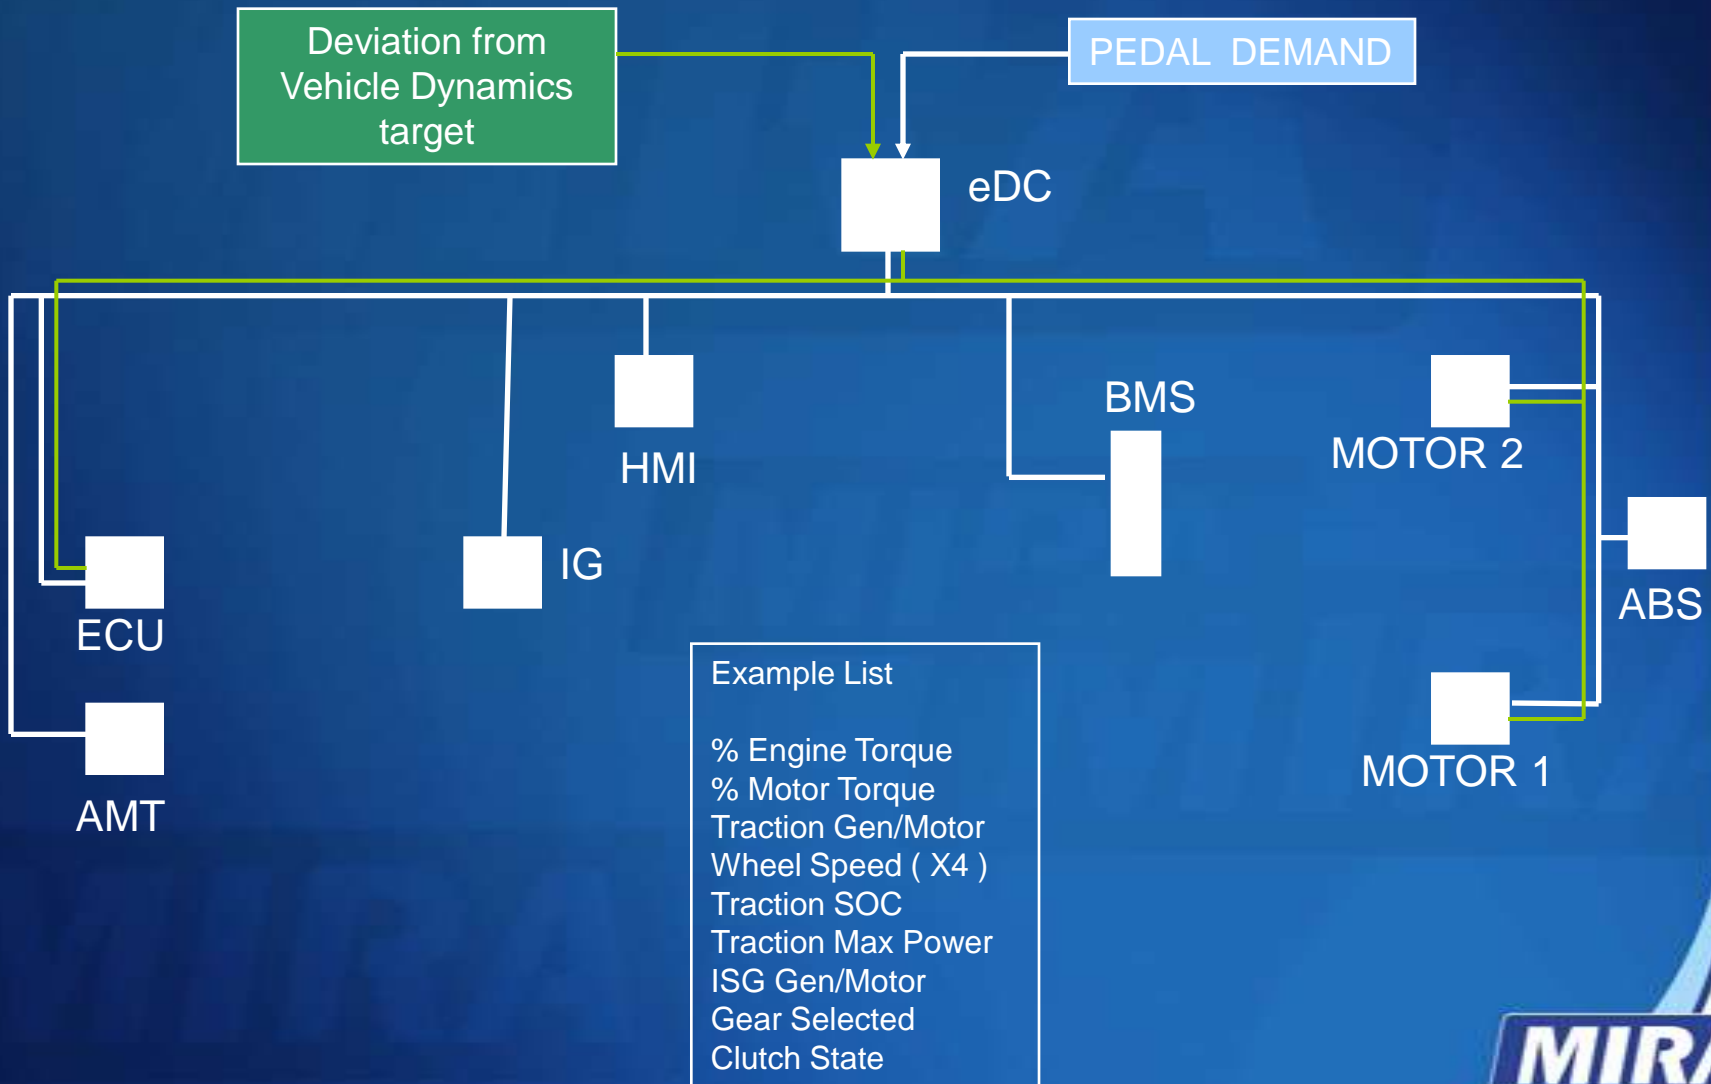 Deviation from
Vehicle Dynamics
target
PEDAL DEMAND
eDC
HMI
BMS
MOTOR 2
IG
ECU
ABS
AMT
MOTOR 1
Example List
% Engine Torque
% Motor Torque
Traction Gen/Motor
Wheel Speed ( X4 )
Traction SOC
Traction Max Power
ISG Gen/Motor
Gear Selected
Clutch State
MIRA